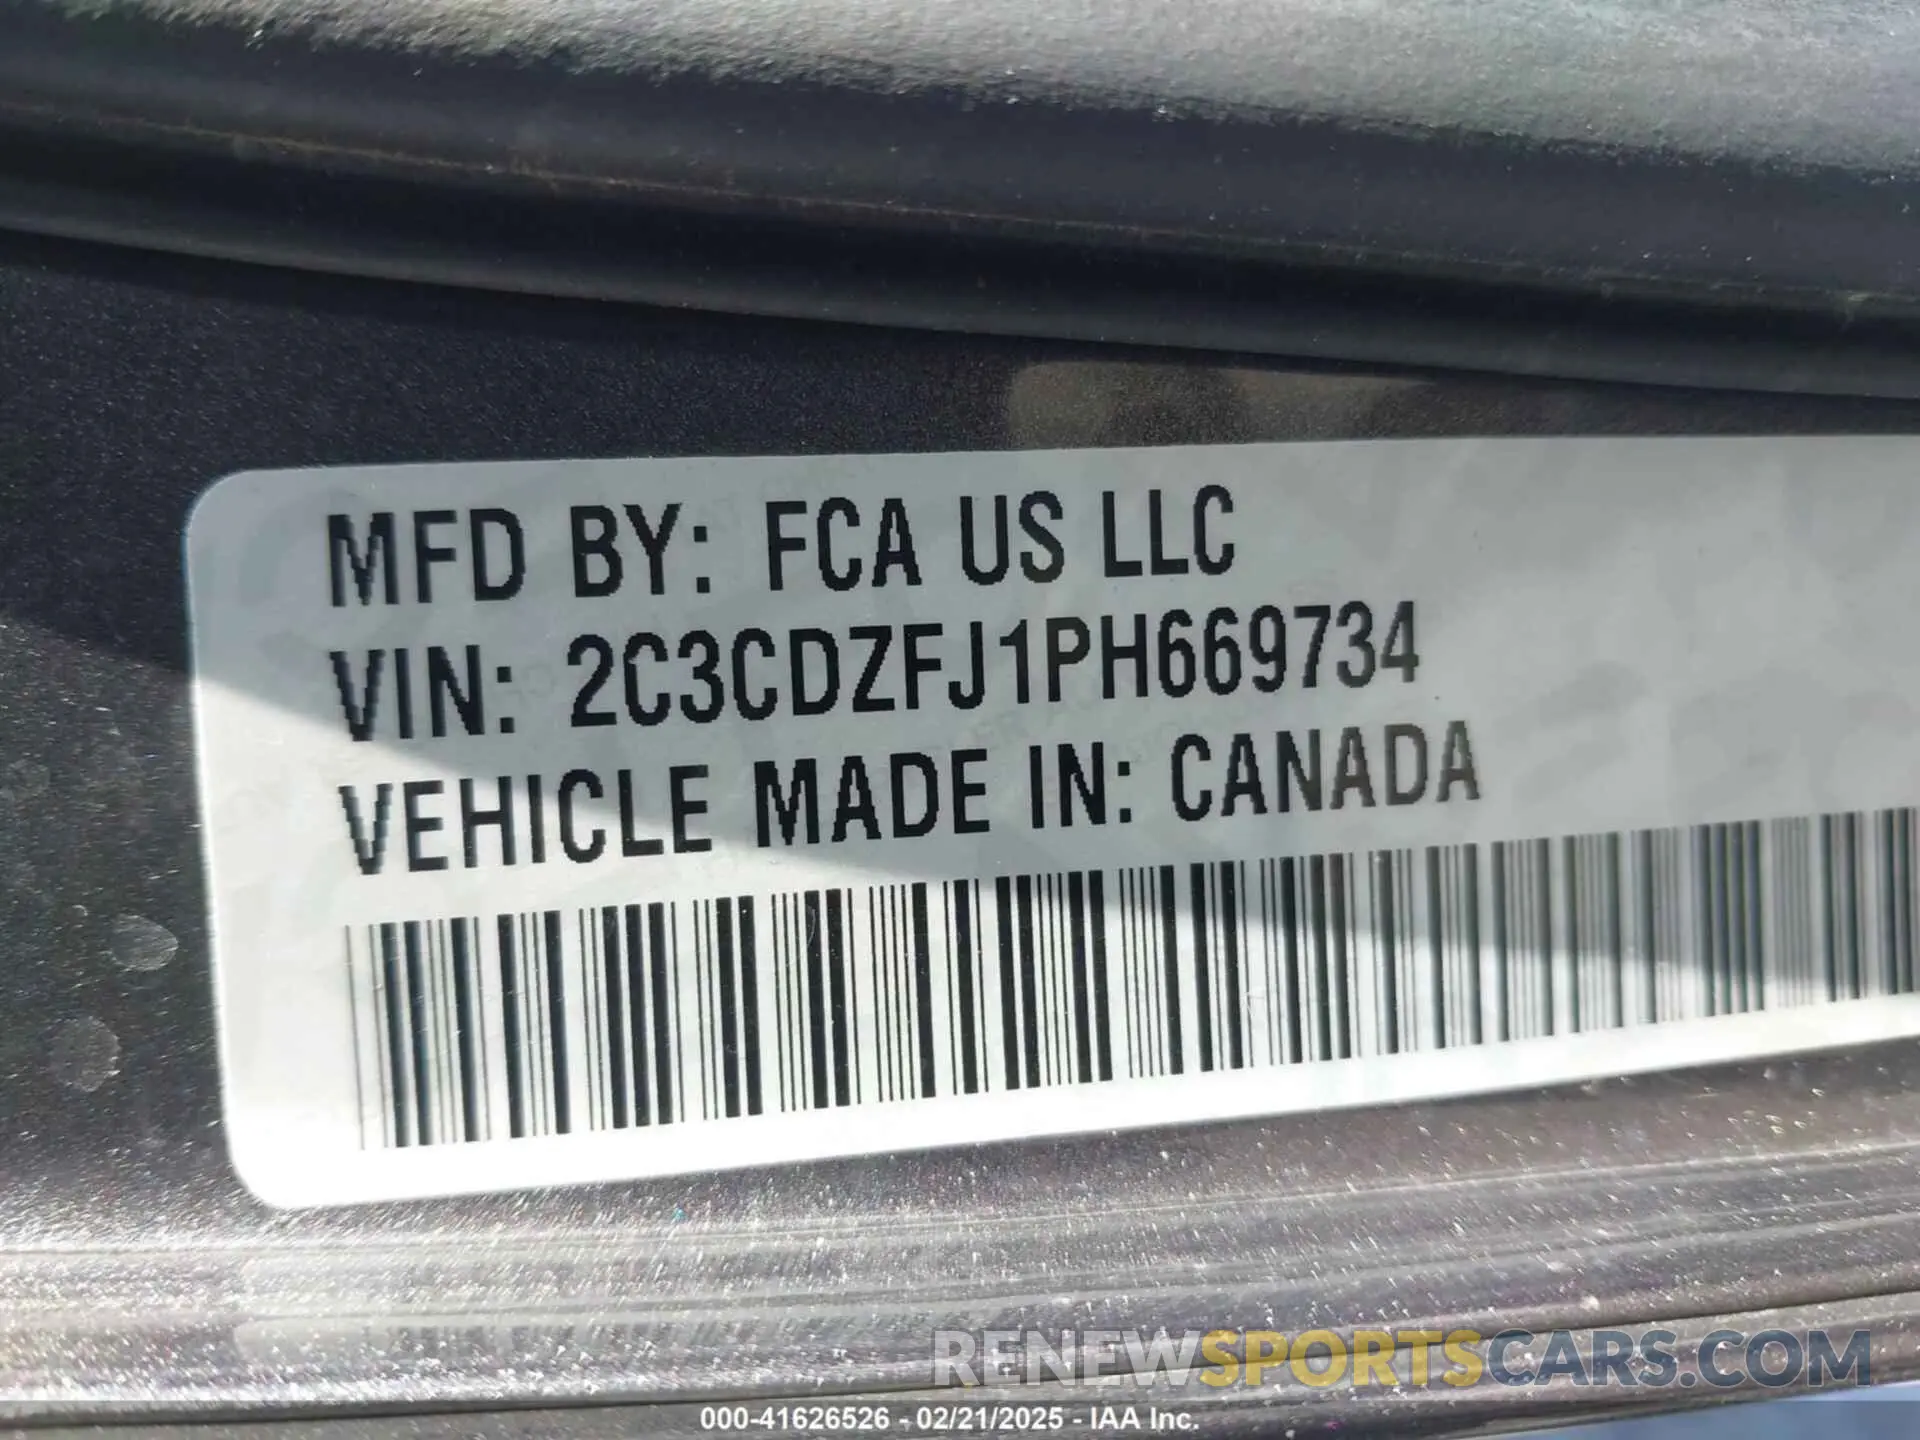 MFD BY: FCA US LLC
VIN: 2C3CDZFJ1PH669734
VEHICLE MADE IN: CANADA
RENEWSPORTSCARS.COM
000-41626526 - 02/21/2025 - IAA Inc.